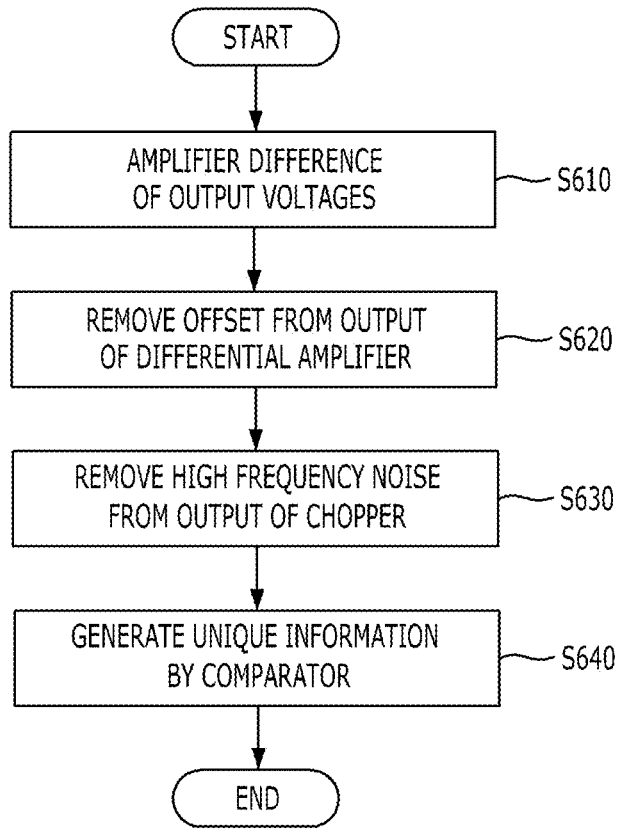 START
AMPLIFIER DIFFERENCE
OF OUTPUT VOLTAGES
S610
REMOVE OFFSET FROM OUTPUT
OF DIFFERENTIAL AMPLIFIER
S620
REMOVE HIGH FREQUENCY NOISE
FROM OUTPUT OF CHOPPER
S630
GENERATE UNIQUE INFORMATION
BY COMPARATOR
S640
END